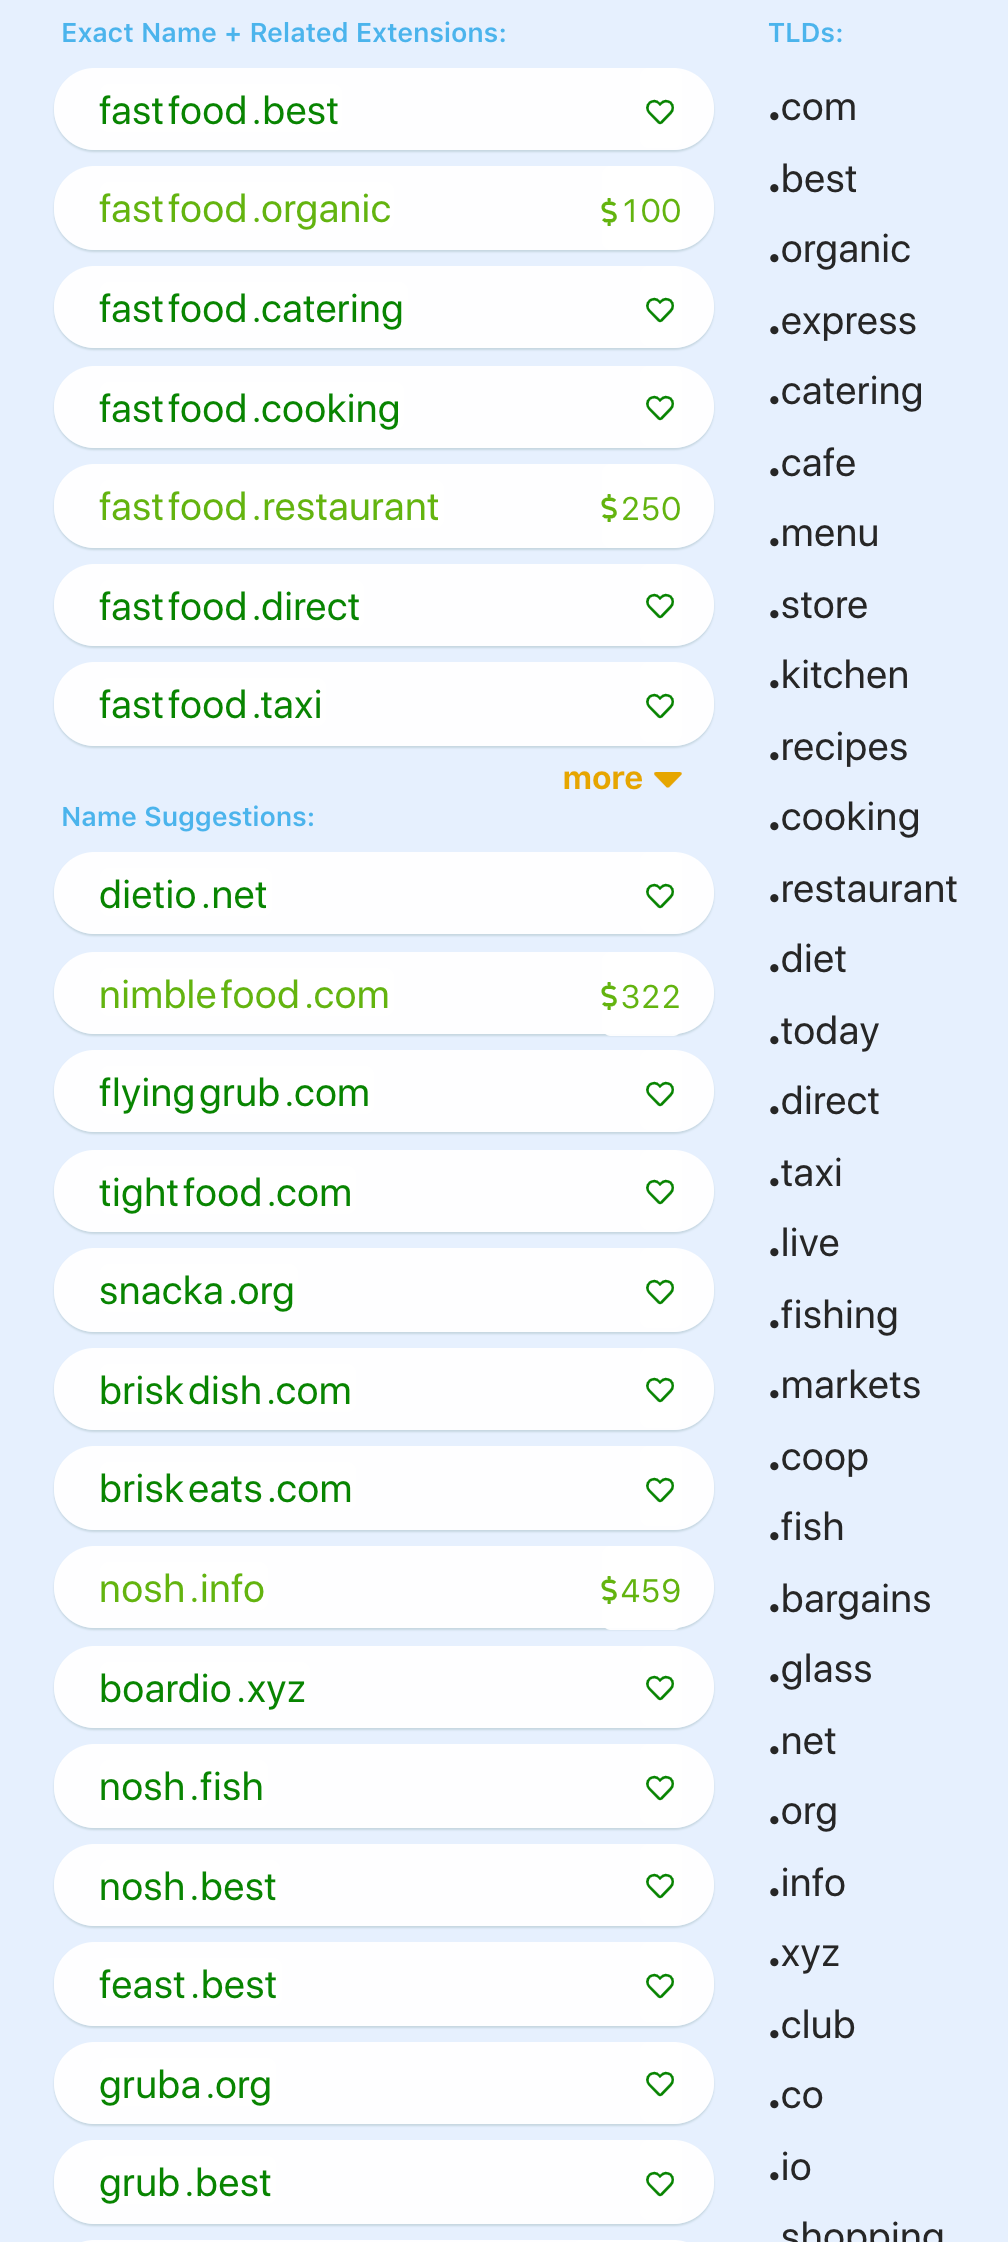 Exact Name + Related Extensions:
fastfood.best
fastfood.organic $100
fastfood.catering
fastfood.cooking
fastfood.restaurant $250
fastfood.direct
fastfood.taxi
more
Name Suggestions:
dietio.net
nimblefood.com $322
flyinggrub.com
tightfood.com
snacka.org
briskdish.com
briskeats.com
nosh.info $459
boardio.xyz
nosh.fish
nosh.best
feast.best
gruba.org
grub.best
TLDs:
.com
.best
.organic
.express
.catering
.cafe
.menu
.store
.kitchen
.recipes
.cooking
.restaurant
.diet
.today
.direct
.taxi
.live
.fishing
.markets
.coop
.fish
.bargains
.glass
.net
.org
.info
.xyz
.club
.co
.io
.shopping